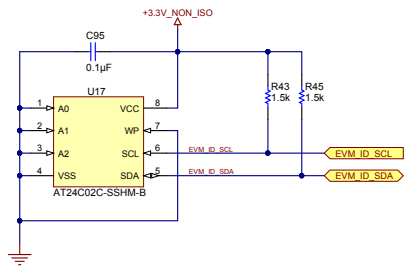 +3.3V_NON_ISO
C95
0.1µF
R43
1.5k
R45
1.5k
U17
1 A0 VCC 8
2 A1 WP 7
3 A2 SCL 6 EVM_ID_SCL EVM_ID_SCL
4 VSS SDA 5 EVM_ID_SDA EVM_ID_SDA
AT24C02C-SSHM-B